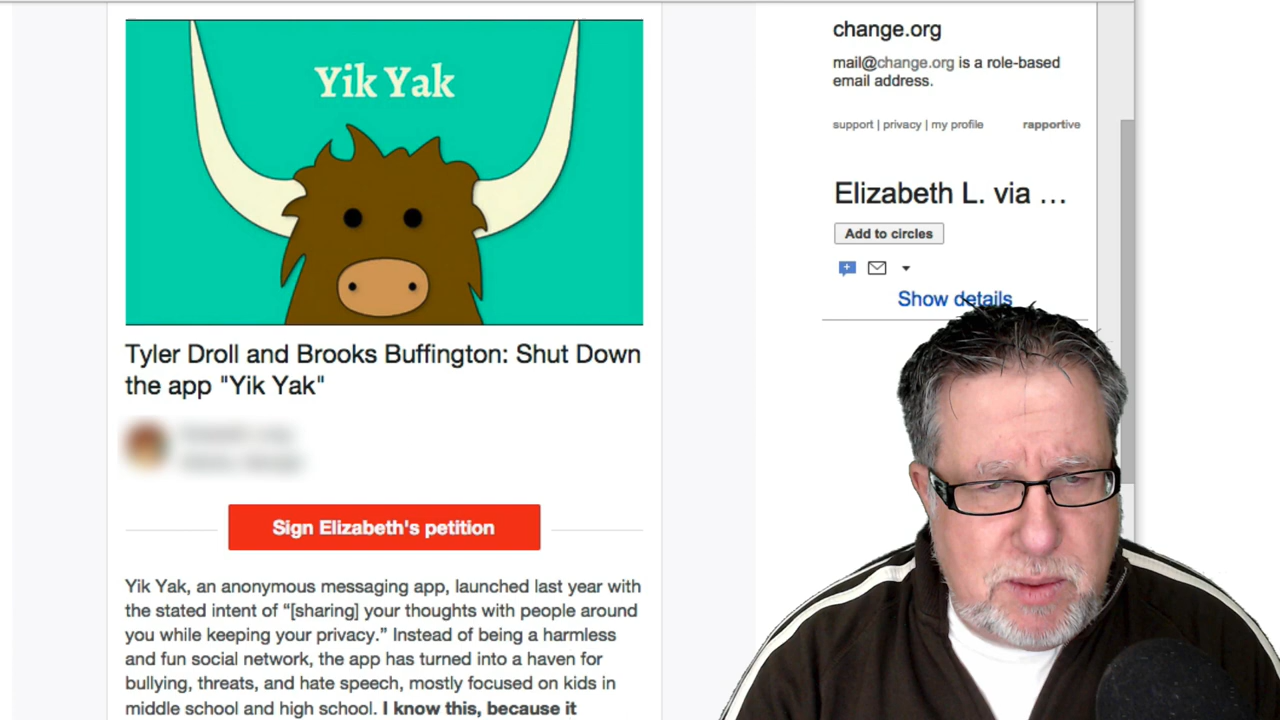 Yik Yak
Tyler Droll and Brooks Buffington: Shut Down
the app "Yik Yak"
Sign Elizabeth's petition
Yik Yak, an anonymous messaging app, launched last year with
the stated intent of “[sharing] your thoughts with people around
you while keeping your privacy.” Instead of being a harmless
and fun social network, the app has turned into a haven for
bullying, threats, and hate speech, mostly focused on kids in
middle school and high school. I know this, because it
change.org
mail@change.org is a role-based
email address.
support | privacy | my profile rapportive
Elizabeth L. via …
Add to circles
Show details